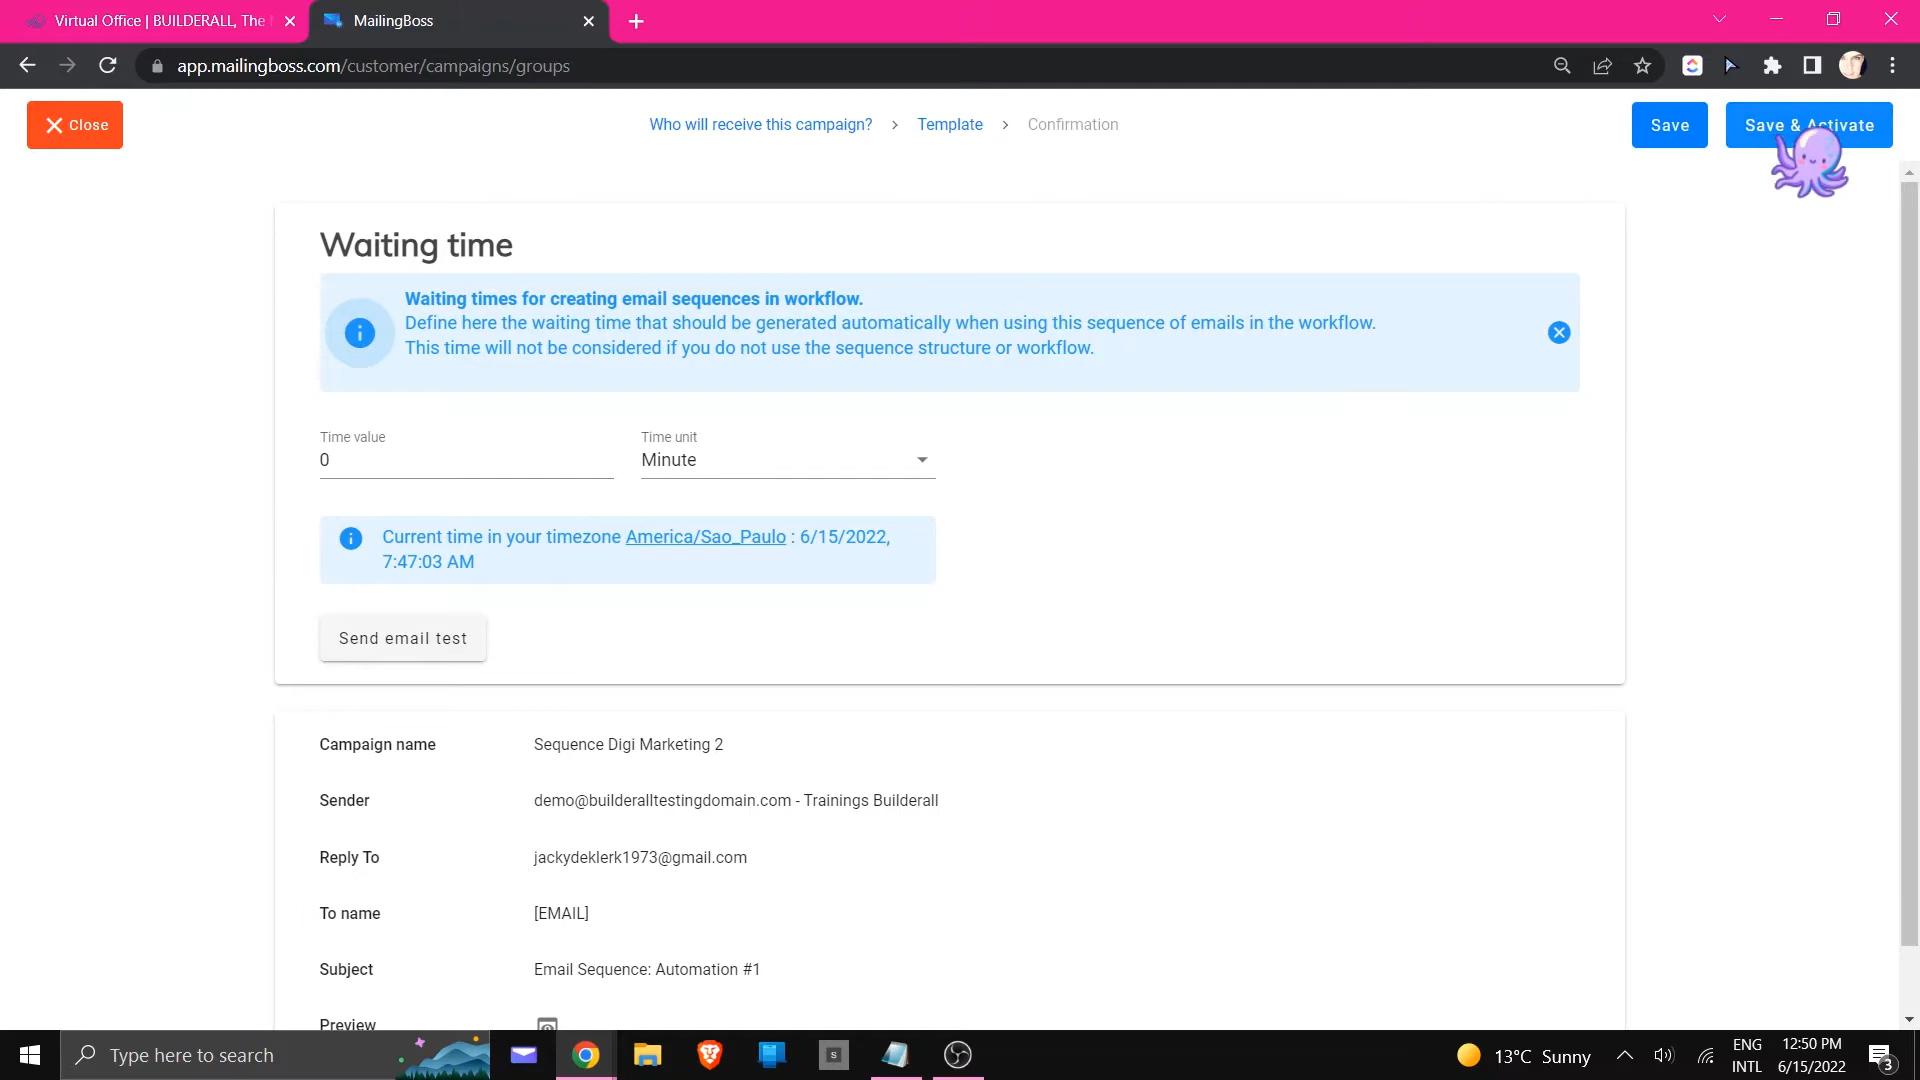 Virtual Office | BUILDERALL, The
MailingBoss
app.mailingboss.com/customer/campaigns/groups
Close
Who will receive this campaign? > Template > Confirmation
Save
Save & Activate
Waiting time
Waiting times for creating email sequences in workflow.
Define here the waiting time that should be generated automatically when using this sequence of emails in the workflow.
This time will not be considered if you do not use the sequence structure or workflow.
Time value
0
Time unit
Minute
Current time in your timezone America/Sao_Paulo : 6/15/2022,
7:47:03 AM
Send email test
Campaign name
Sequence Digi Marketing 2
Sender
demo@builderalltestingdomain.com - Trainings Builderall
Reply To
jackydeklerk1973@gmail.com
To name
[EMAIL]
Subject
Email Sequence: Automation #1
Preview
Type here to search
S
13°C Sunny
ENG
INTL
12:50 PM
6/15/2022
3